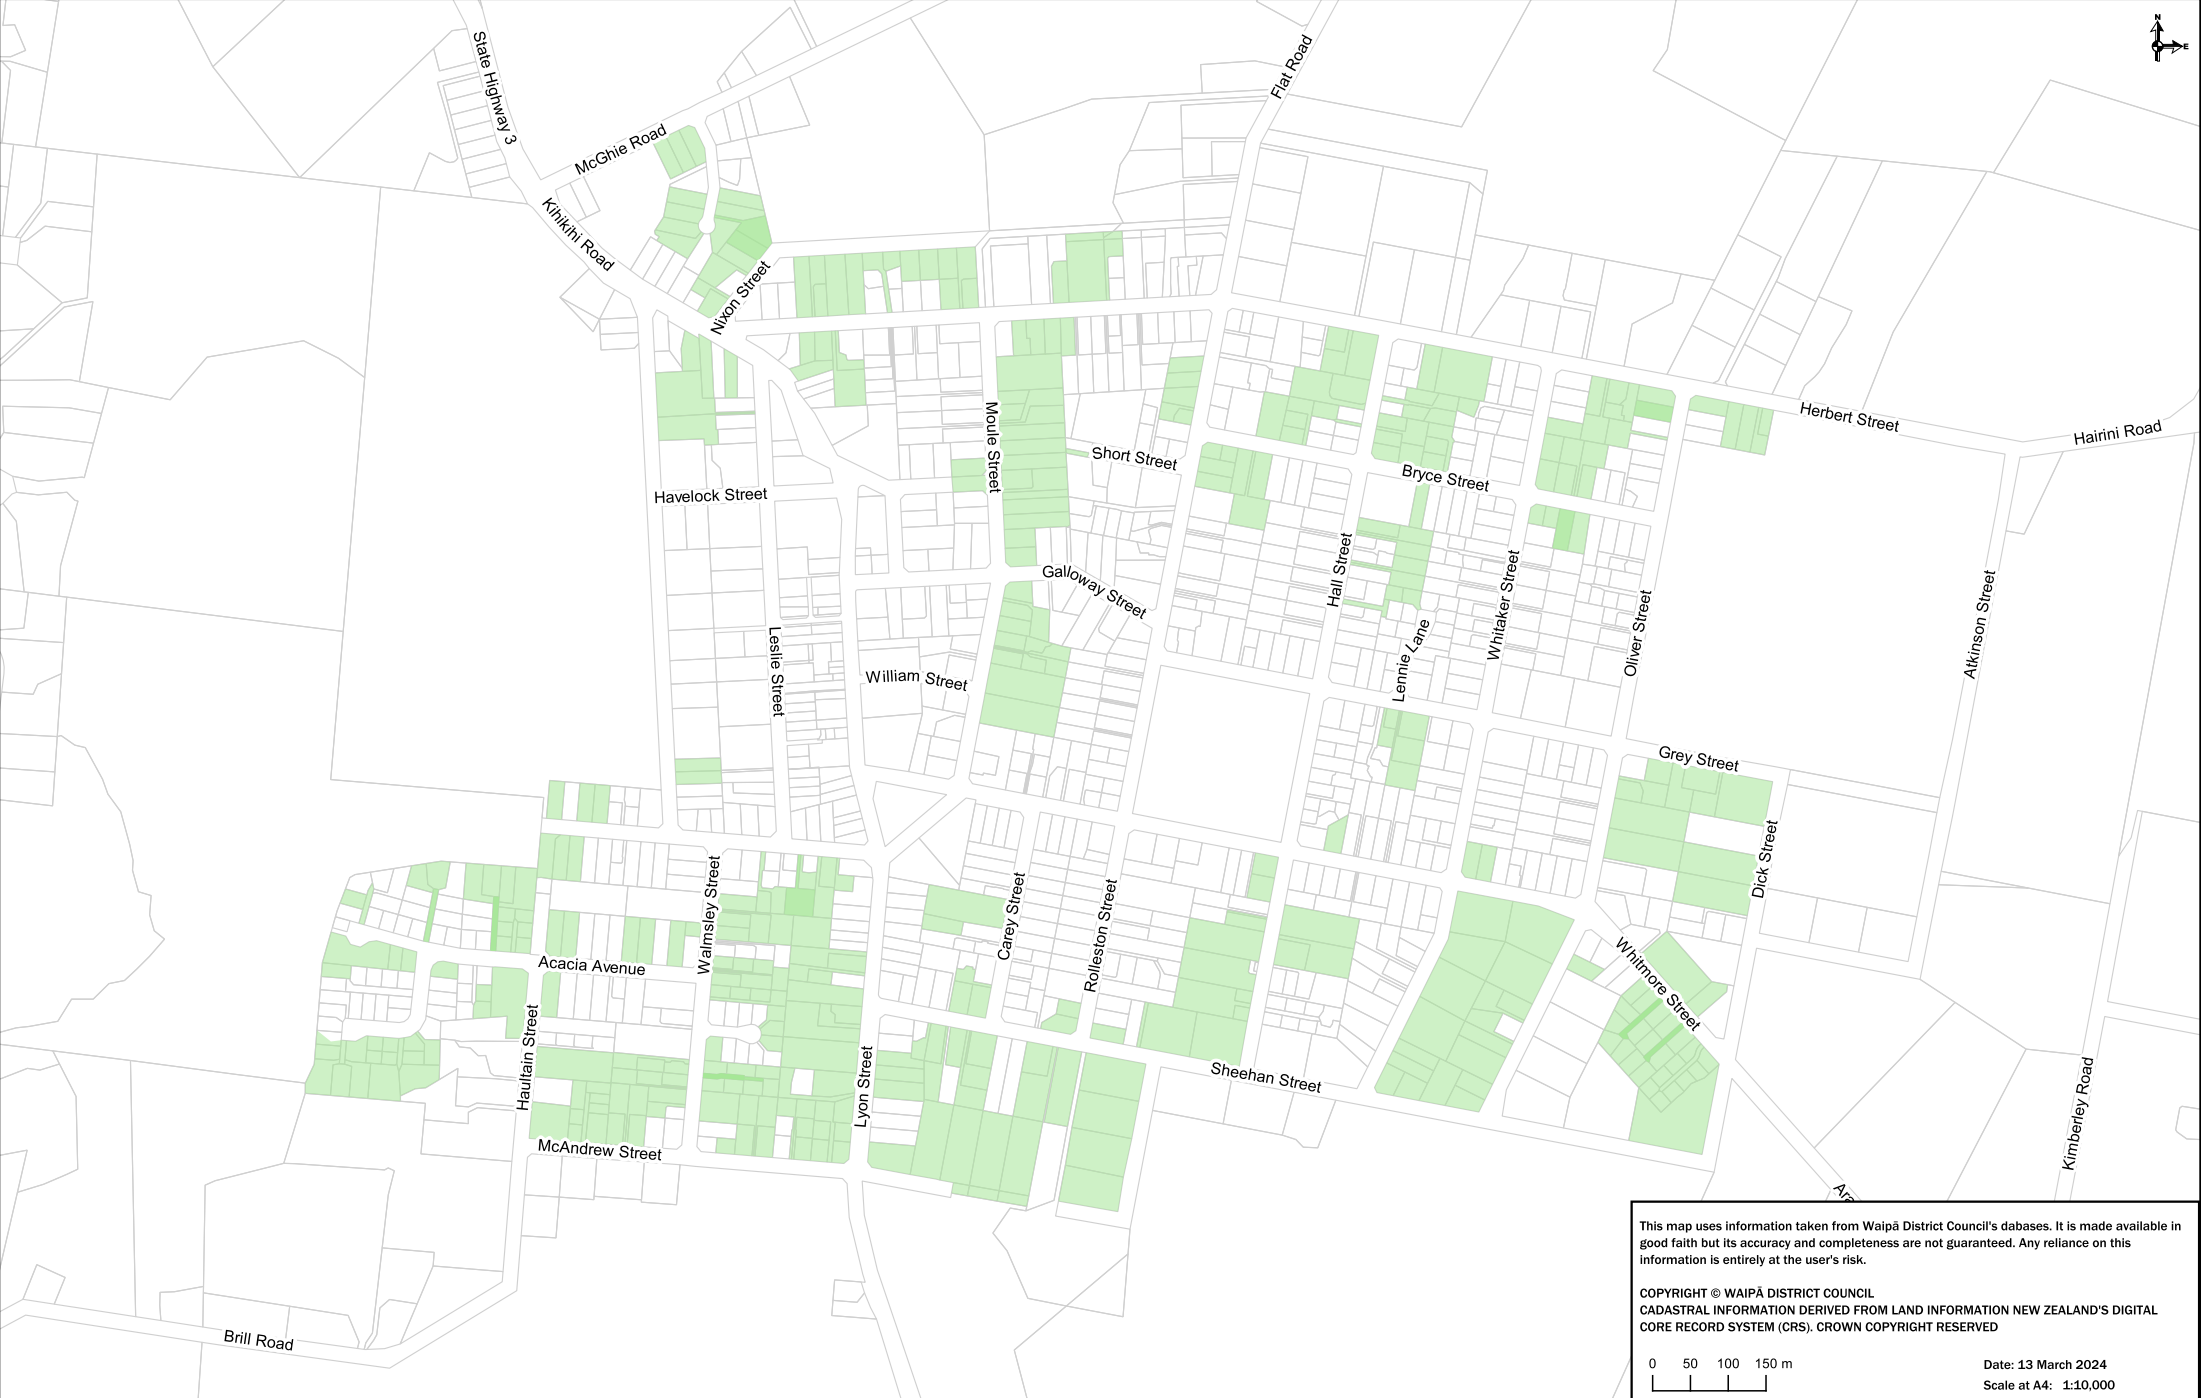 N
E
State Highway 3
Flat Road
McGhie Road
Kihikihi Road
Nixon Street
Herbert Street
Hairini Road
Moule Street
Short Street
Bryce Street
Havelock Street
Galloway Street
Hall Street
Whitaker Street
Oliver Street
Atkinson Street
Leslie Street
Lennie Lane
William Street
Grey Street
Dick Street
Walmsley Street
Carey Street
Rolleston Street
Whitmore Street
Acacia Avenue
Haultain Street
Lyon Street
Sheehan Street
Kimberley Road
McAndrew Street
Ara
Brill Road
This map uses information taken from Waipā District Council's dabases. It is made available in
good faith but its accuracy and completeness are not guaranteed. Any reliance on this
information is entirely at the user's risk.
COPYRIGHT © WAIPĀ DISTRICT COUNCIL
CADASTRAL INFORMATION DERIVED FROM LAND INFORMATION NEW ZEALAND'S DIGITAL
CORE RECORD SYSTEM (CRS). CROWN COPYRIGHT RESERVED
0 50 100 150 m
Date: 13 March 2024
Scale at A4: 1:10,000